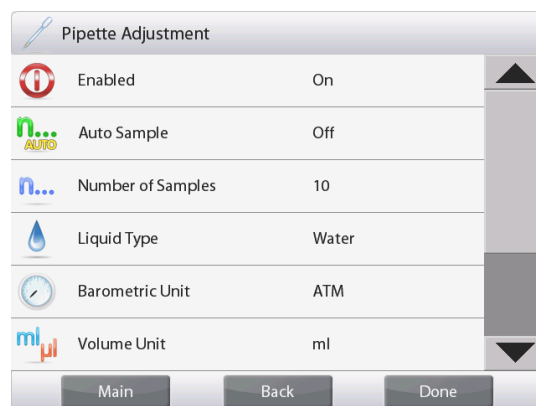 Pipette Adjustment
Enabled On
n... AUTO Auto Sample Off
n... Number of Samples 10
Liquid Type Water
Barometric Unit ATM
ml µl Volume Unit ml
Main Back Done